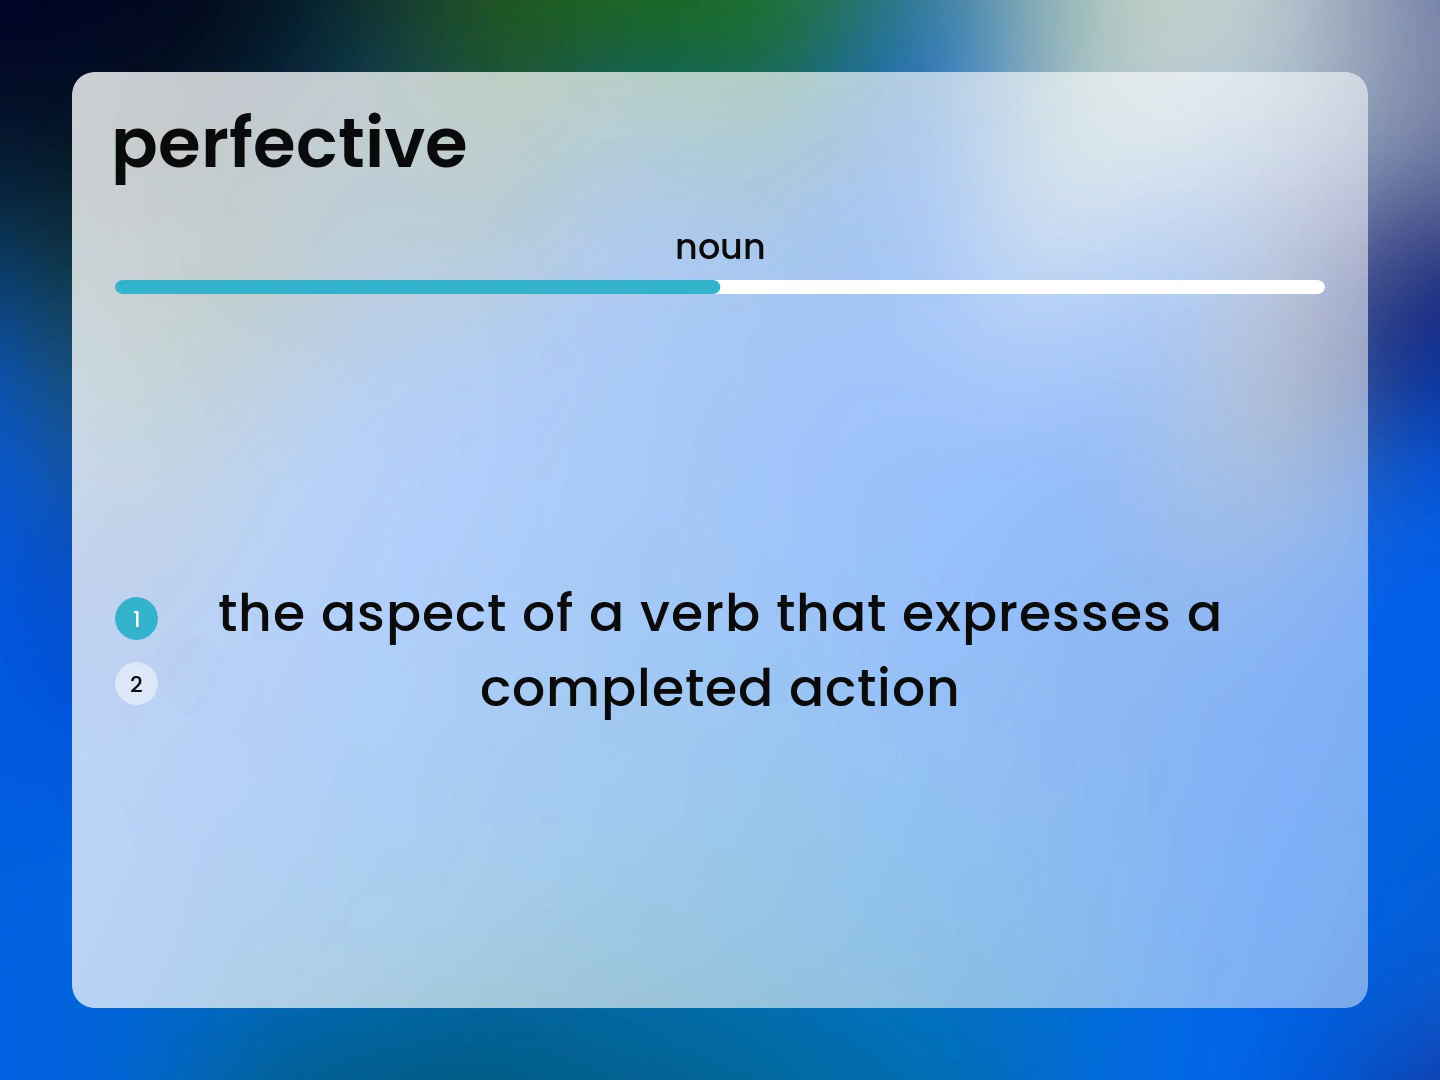 perfective
noun
1
the aspect of a verb that expresses a
2
completed action